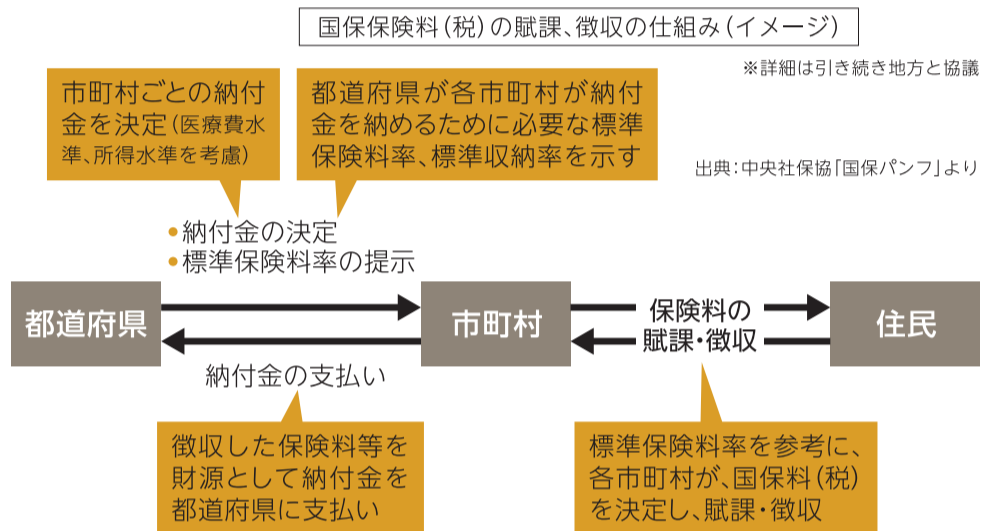 国保保険料(税)の賦課、徴収の仕組み(イメージ)
※詳細は引き続き地方と協議
市町村ごとの納付
金を決定(医療費水
準、所得水準を考慮)
都道府県が各市町村が納付
金を納めるために必要な標準
保険料率、標準収納率を示す
出典:中央社保協「国保パンフ」より
•納付金の決定
•標準保険料率の提示
都道府県
市町村
保険料の
賦課・徴収
住民
納付金の支払い
徴収した保険料等を
財源として納付金を
都道府県に支払い
標準保険料率を参考に、
各市町村が、国保料(税)
を決定し、賦課・徴収